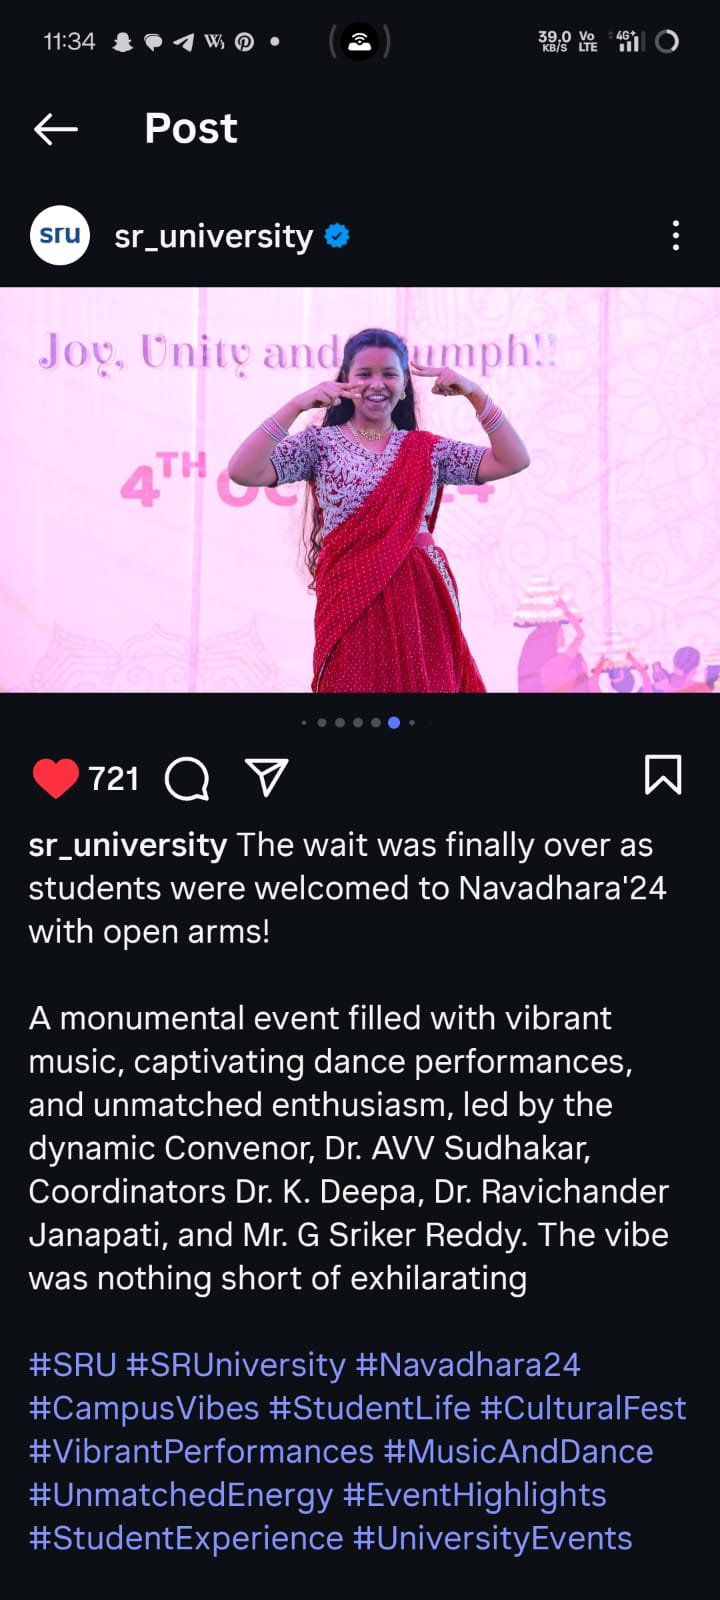 11:34
39.0 KB/S Vo LTE 4G+
Post
sru sr_university
Joy, Unity and
4TH
721
sr_university The wait was finally over as
students were welcomed to Navadhara'24
with open arms!
A monumental event filled with vibrant
music, captivating dance performances,
and unmatched enthusiasm, led by the
dynamic Convenor, Dr. AVV Sudhakar,
Coordinators Dr. K. Deepa, Dr. Ravichander
Janapati, and Mr. G Sriker Reddy. The vibe
was nothing short of exhilarating
#SRU #SRUniversity #Navadhara24
#CampusVibes #StudentLife #CulturalFest
#VibrantPerformances #MusicAndDance
#UnmatchedEnergy #EventHighlights
#StudentExperience #UniversityEvents